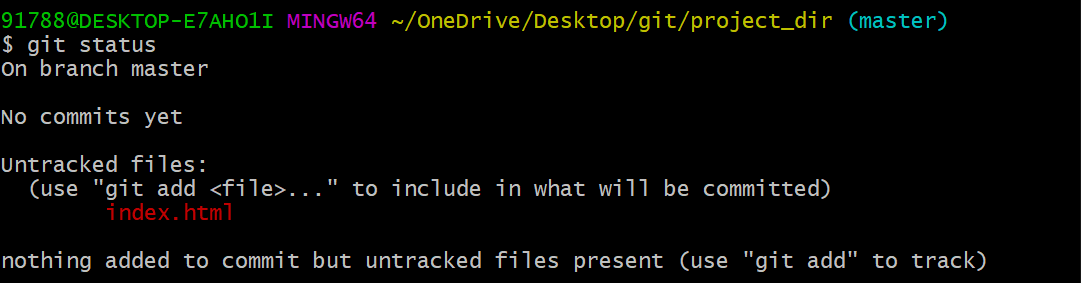 91788@DESKTOP-E7AHO1I MINGW64 ~/OneDrive/Desktop/git/project_dir (master)
$ git status
On branch master
No commits yet
Untracked files:
(use "git add <file>..." to include in what will be committed)
index.html
nothing added to commit but untracked files present (use "git add" to track)